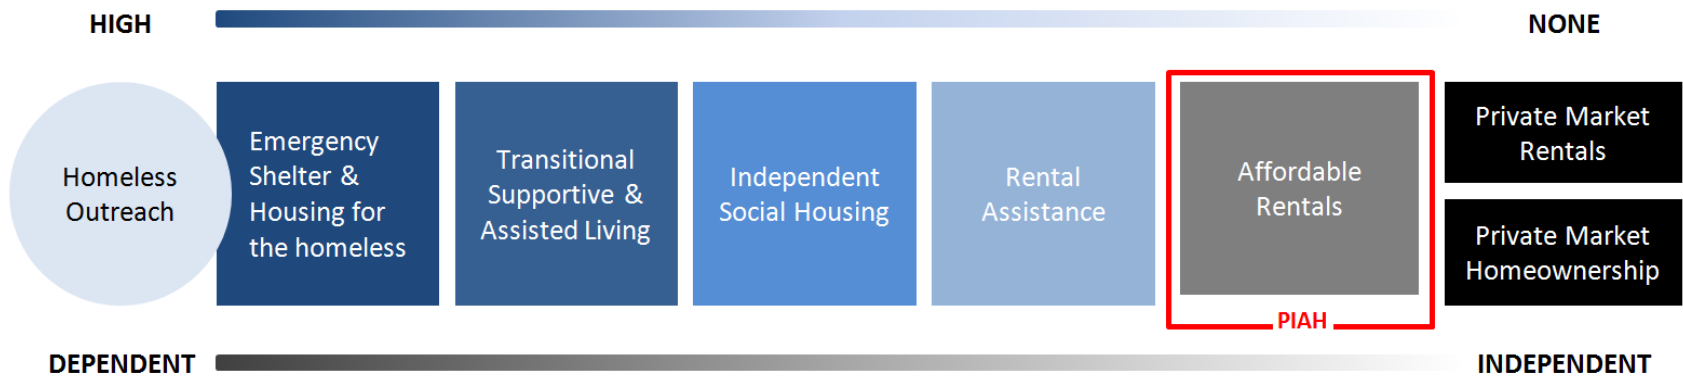 HIGH
NONE
Homeless
Outreach
Emergency
Shelter &
Housing for
the homeless
Transitional
Supportive &
Assisted Living
Independent
Social Housing
Rental
Assistance
Affordable
Rentals
PIAH
Private Market
Rentals
Private Market
Homeownership
DEPENDENT
INDEPENDENT